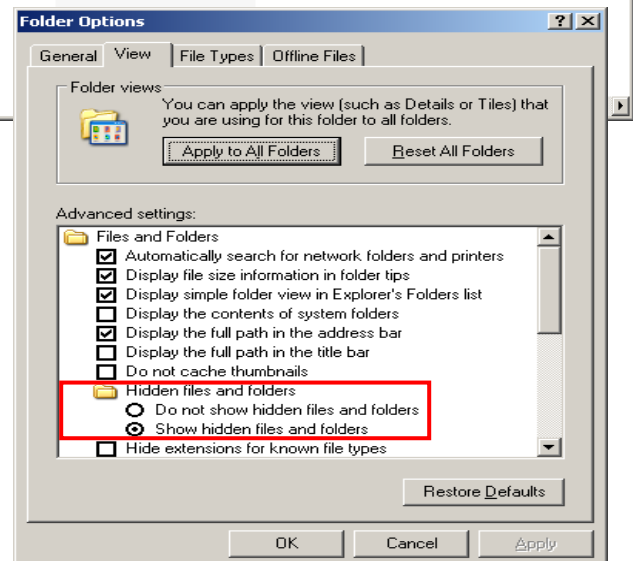 Folder Options
General View File Types Offline Files
Folder views
You can apply the view (such as Details or Tiles) that
you are using for this folder to all folders.
Apply to All Folders Reset All Folders
Advanced settings:
Files and Folders
Automatically search for network folders and printers
Display file size information in folder tips
Display simple folder view in Explorer's Folders list
Display the contents of system folders
Display the full path in the address bar
Display the full path in the title bar
Do not cache thumbnails
Hidden files and folders
Do not show hidden files and folders
Show hidden files and folders
Hide extensions for known file types
Restore Defaults
OK Cancel Apply